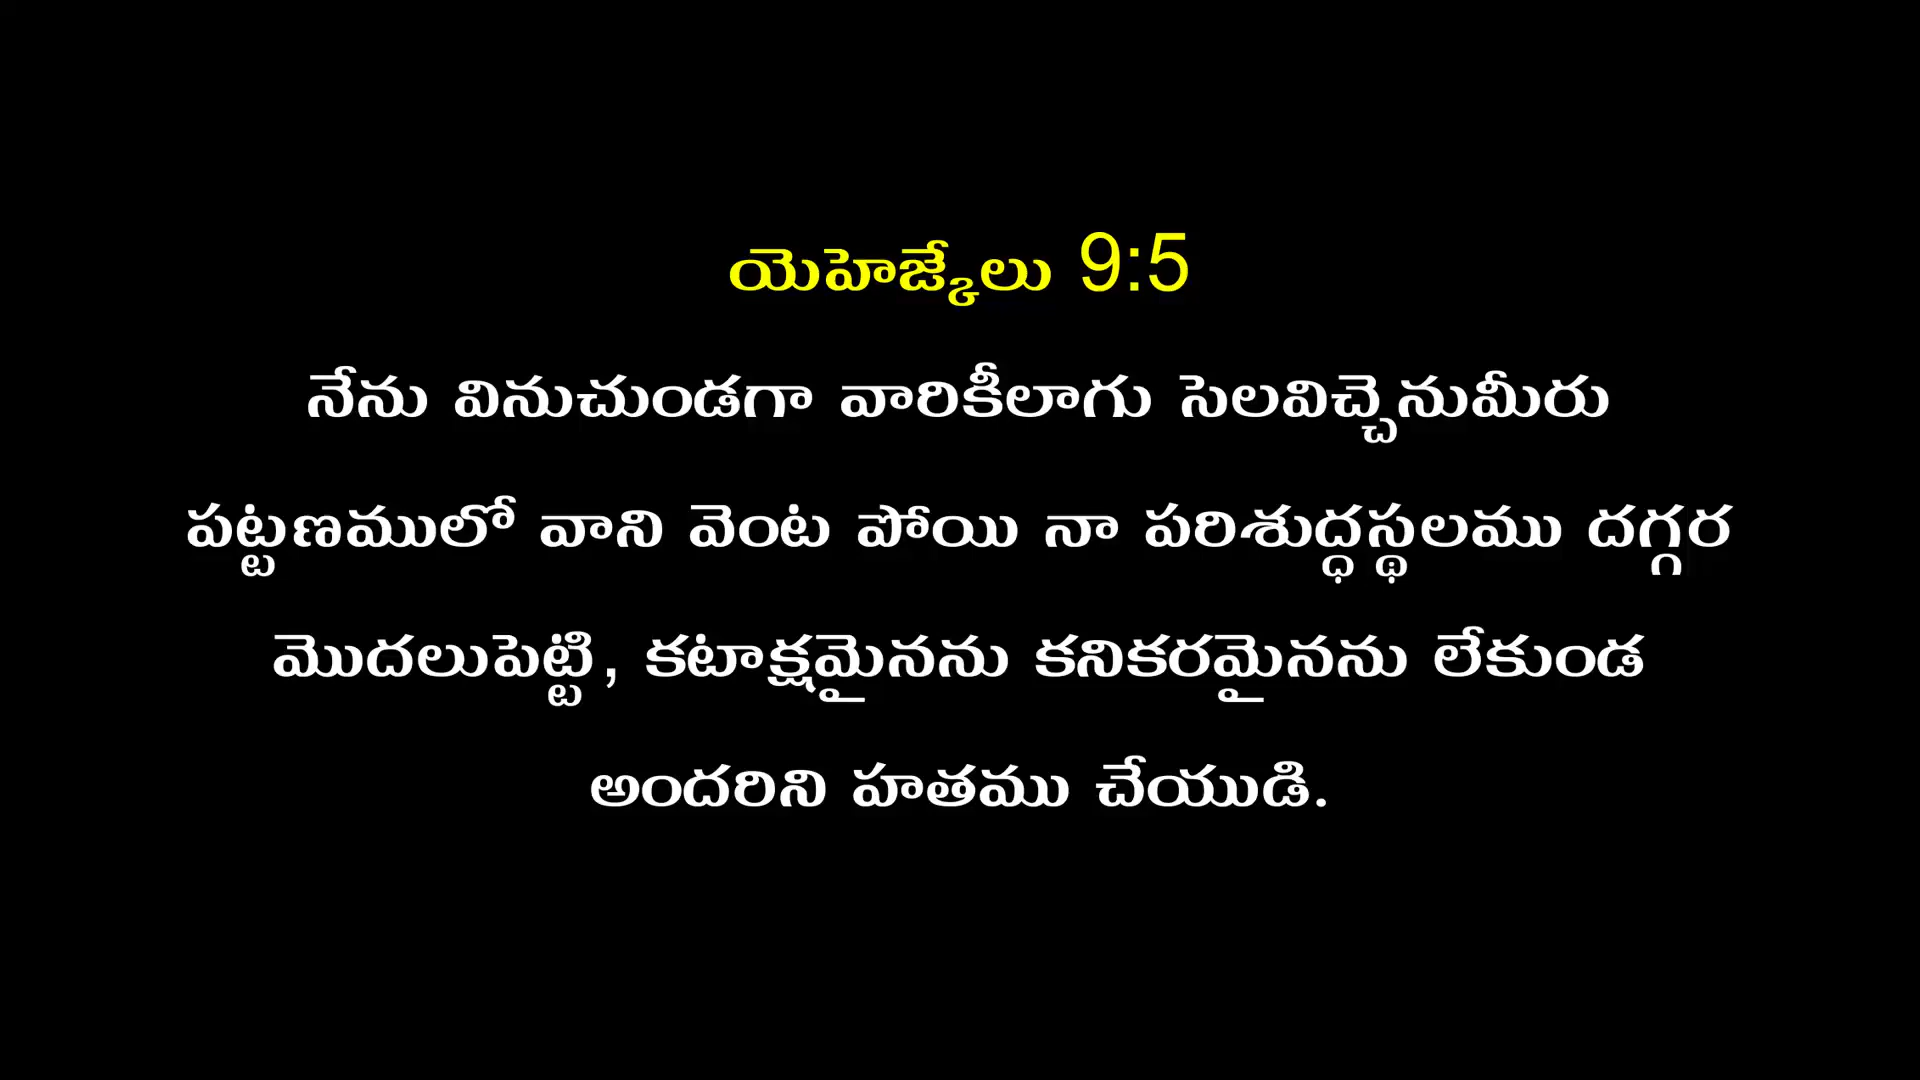 యెహెజ్కేలు 9:5
నేను వినుచుండగా వారికీలాగు సెలవిచ్చెనుమీరు
పట్టణములో వాని వెంట పోయి నా పరిశుద్ధస్థలము దగ్గర
మొదలుపెట్టి, కటాక్షమైనను కనికరమైనను లేకుండ
అందరిని హతము చేయుడి.